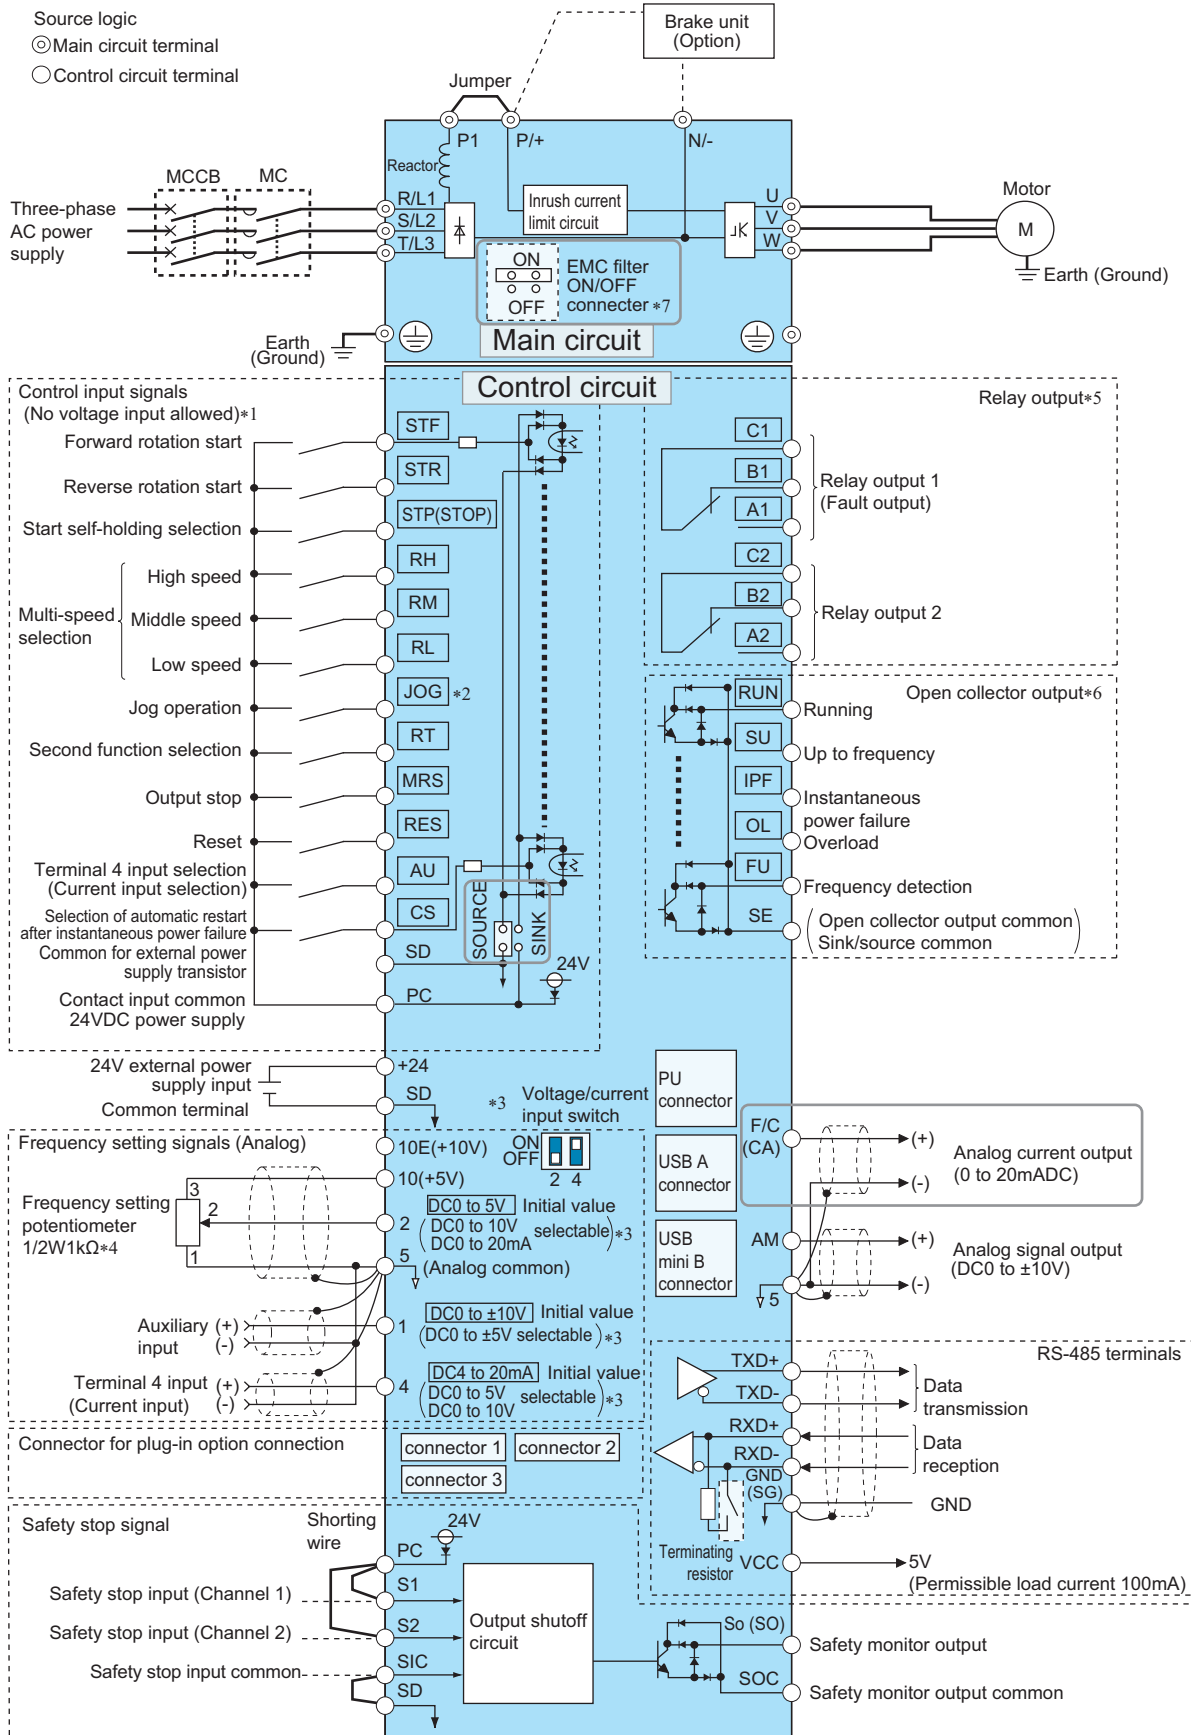 Source logic
Main circuit terminal
Control circuit terminal
Brake unit
(Option)
Jumper
P1
P/+
N/-
Reactor
MCCB
MC
R/L1
S/L2
T/L3
Three-phase
AC power
supply
Inrush current
limit circuit
U
V
W
Motor
M
Earth (Ground)
ON
OFF
EMC filter
ON/OFF
connecter *7
Earth
(Ground)
Main circuit
Control circuit
Control input signals
(No voltage input allowed)*1
Forward rotation start
STF
Reverse rotation start
STR
Start self-holding selection
STP(STOP)
Multi-speed
selection
High speed
RH
Middle speed
RM
Low speed
RL
Jog operation
JOG *2
Second function selection
RT
Output stop
MRS
Reset
RES
Terminal 4 input selection
(Current input selection)
AU
Selection of automatic restart
after instantaneous power failure
CS
Common for external power
supply transistor
SD
Contact input common
24VDC power supply
PC
SOURCE
SINK
24V
Relay output*5
C1
B1
A1
Relay output 1
(Fault output)
C2
B2
A2
Relay output 2
Open collector output*6
RUN
Running
SU
Up to frequency
IPF
Instantaneous
power failure
OL
Overload
FU
Frequency detection
SE
(Open collector output common)
Sink/source common
24V external power
supply input
+24
Common terminal
SD
*3 Voltage/current
input switch
ON
OFF
2 4
Frequency setting signals (Analog)
10E(+10V)
10(+5V)
Frequency setting
potentiometer
1/2W1kΩ*4
3
2
1
2
DC0 to 5V Initial value
(DC0 to 10V
DC0 to 20mA selectable)*3
5
(Analog common)
Auxiliary (+)
input (-)
1
DC0 to ±10V Initial value
(DC0 to ±5V selectable)*3
Terminal 4 input (+)
(Current input) (-)
4
DC4 to 20mA Initial value
(DC0 to 5V
DC0 to 10V selectable)*3
PU
connector
USB A
connector
USB
mini B
connector
F/C
(CA)
(+)
(-)
Analog current output
(0 to 20mADC)
AM
(+)
(-)
Analog signal output
(DC0 to ±10V)
5
RS-485 terminals
TXD+
TXD-
Data
transmission
RXD+
RXD-
Data
reception
GND
(SG)
GND
Terminating
resistor
VCC
5V
(Permissible load current 100mA)
Connector for plug-in option connection
connector 1
connector 2
connector 3
Safety stop signal
Shorting
wire
24V
PC
Safety stop input (Channel 1)
S1
Safety stop input (Channel 2)
S2
Safety stop input common
SIC
SD
Output shutoff
circuit
So (SO)
Safety monitor output
SOC
Safety monitor output common